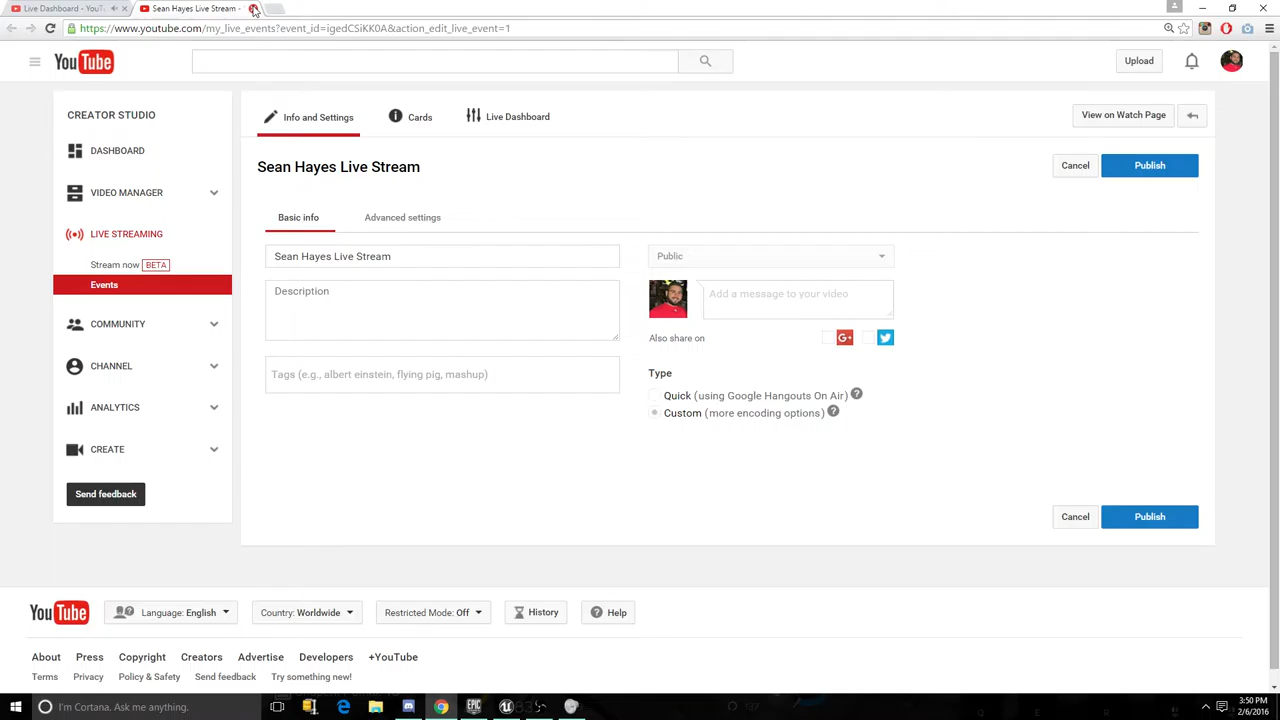 Live Dashboard - YouT
Sean Hayes Live Stream -
https://www.youtube.com/my_live_events?event_id=igedCSiKK0A&action_edit_live_event=1
YouTube
Upload
CREATOR STUDIO
Info and Settings
Cards
Live Dashboard
View on Watch Page
DASHBOARD
Sean Hayes Live Stream
Cancel
Publish
VIDEO MANAGER
Basic info
Advanced settings
LIVE STREAMING
Stream now BETA
Events
Sean Hayes Live Stream
Public
Description
Add a message to your video
Also share on
G+
COMMUNITY
CHANNEL
Tags (e.g., albert einstein, flying pig, mashup)
Type
Quick (using Google Hangouts On Air) ?
Custom (more encoding options) ?
ANALYTICS
CREATE
Send feedback
Cancel
Publish
YouTube
Language: English
Country: Worldwide
Restricted Mode: Off
History
Help
About Press Copyright Creators Advertise Developers +YouTube
Terms Privacy Policy & Safety Send feedback Try something new!
I'm Cortana. Ask me anything.
EPIC
3:50 PM
2/6/2016